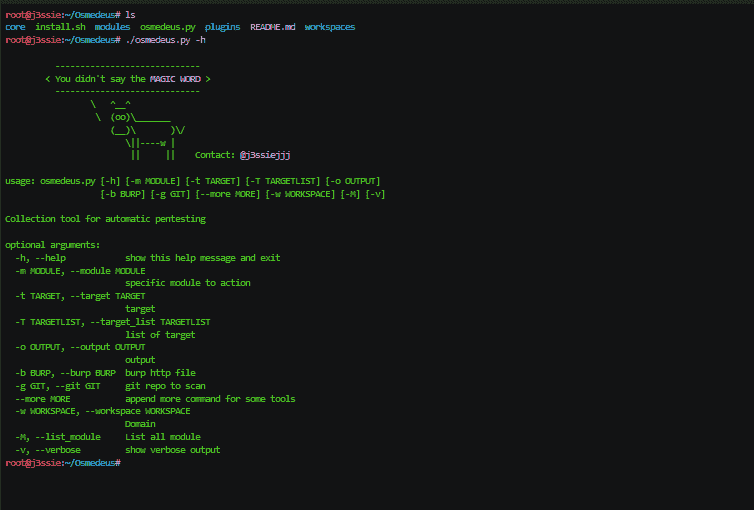 root@j3ssie:~/Osmedeus# ls
core  install.sh  modules  osmedeus.py  plugins  README.md  workspaces
root@j3ssie:~/Osmedeus# ./osmedeus.py -h
          -----------------------------
        < You didn't say the MAGIC WORD >
          -----------------------------
                 \   ^__^
                  \  (oo)\_______
                     (__)\       )\/
                        \||----w |
                         ||     ||    Contact: @j3ssiejjj
usage: osmedeus.py [-h] [-m MODULE] [-t TARGET] [-T TARGETLIST] [-o OUTPUT]
                   [-b BURP] [-g GIT] [--more MORE] [-w WORKSPACE] [-M] [-v]
Collection tool for automatic pentesting
optional arguments:
  -h, --help            show this help message and exit
  -m MODULE, --module MODULE
                        specific module to action
  -t TARGET, --target TARGET
                        target
  -T TARGETLIST, --target_list TARGETLIST
                        list of target
  -o OUTPUT, --output OUTPUT
                        output
  -b BURP, --burp BURP  burp http file
  -g GIT, --git GIT     git repo to scan
  --more MORE           append more command for some tools
  -w WORKSPACE, --workspace WORKSPACE
                        Domain
  -M, --list_module     List all module
  -v, --verbose         show verbose output
root@j3ssie:~/Osmedeus#